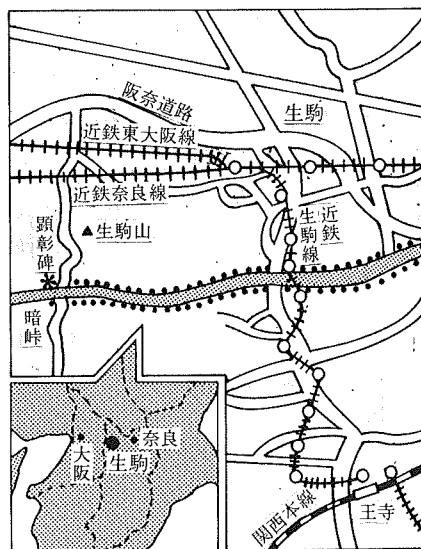 阪奈道路
生駒
近鉄東大阪線
近鉄奈良線
近鉄
生駒線
顕彰碑
生駒山
暗峠
奈良
大阪
生駒
関西本線
王寺